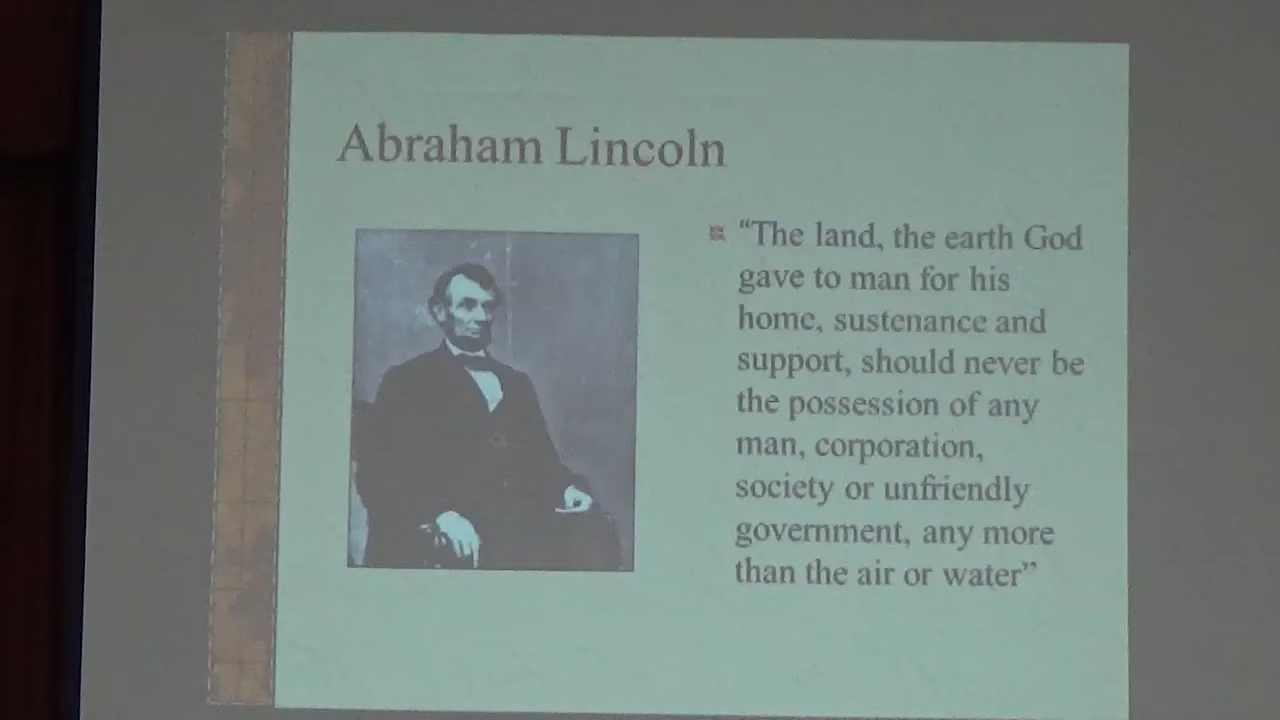 Abraham Lincoln
“The land, the earth God
gave to man for his
home, sustenance and
support, should never be
the possession of any
man, corporation,
society or unfriendly
government, any more
than the air or water”